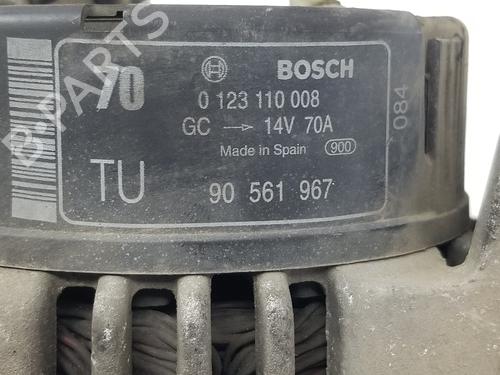 70
BOSCH
0 123 110 008
GC → 14V 70A
Made in Spain 900
TU
90 561 967
084
B-PARTS